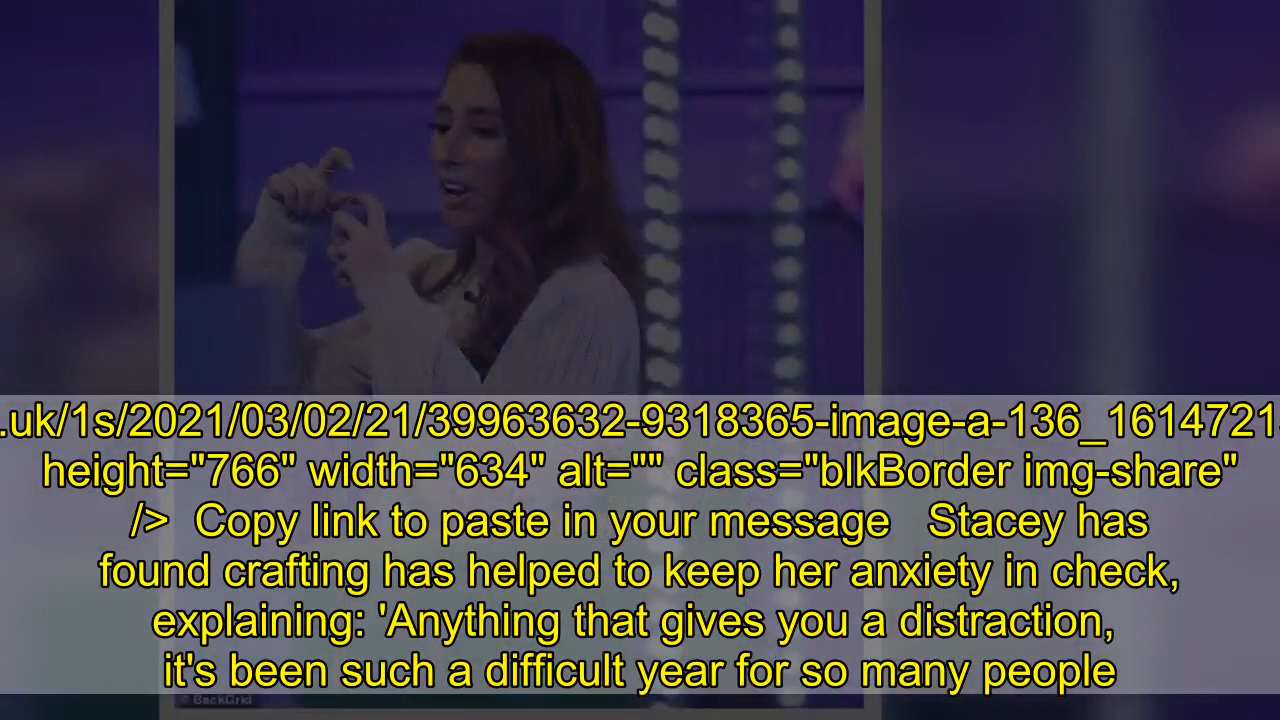 .uk/1s/2021/03/02/21/39963632-9318365-image-a-136_1614721
height="766" width="634" alt="" class="blkBorder img-share"
/> Copy link to paste in your message Stacey has
found crafting has helped to keep her anxiety in check,
explaining: 'Anything that gives you a distraction,
it's been such a difficult year for so many people
© BackGrid